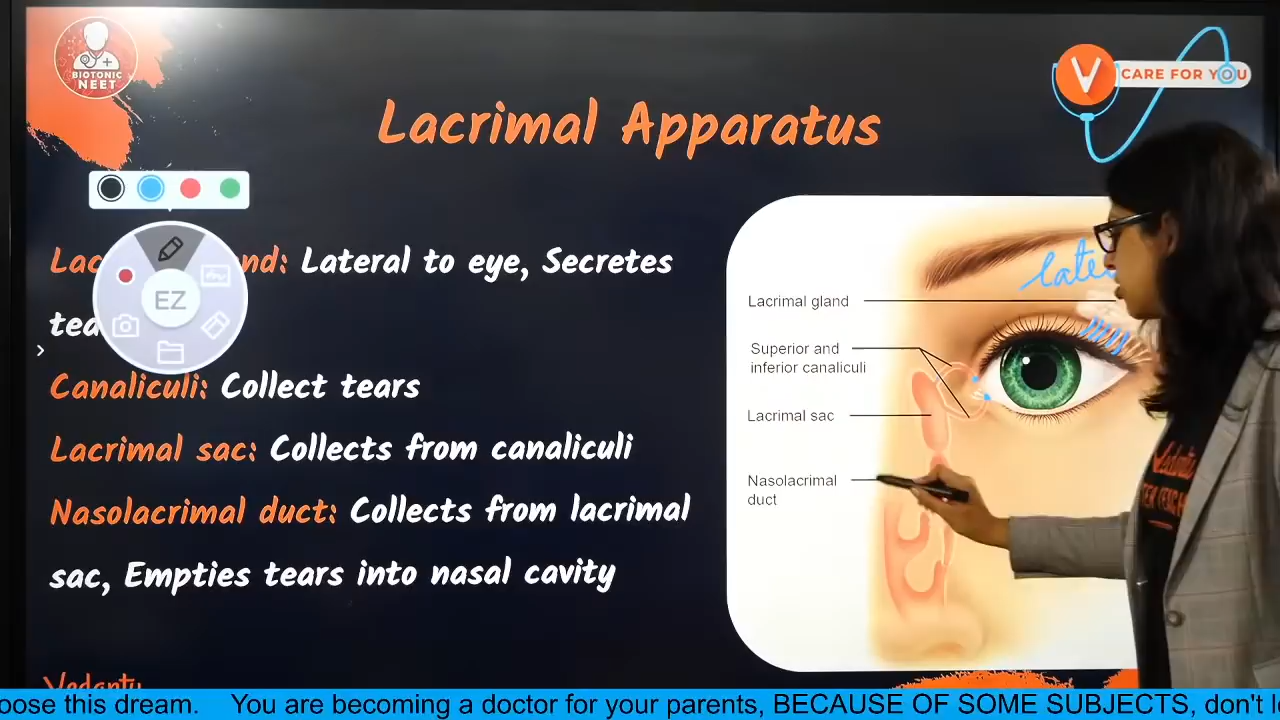 BIOTONIC
NEET
V CARE FOR YOU
Lacrimal Apparatus
nd: Lateral to eye, Secretes
tea
EZ
Canaliculi: Collect tears
Lacrimal sac: Collects from canaliculi
Nasolacrimal duct: Collects from lacrimal
sac, Empties tears into nasal cavity
late
Lacrimal gland
Superior and
inferior canaliculi
Lacrimal sac
Nasolacrimal
duct
Vedantu
oose this dream. You are becoming a doctor for your parents, BECAUSE OF SOME SUBJECTS, don't